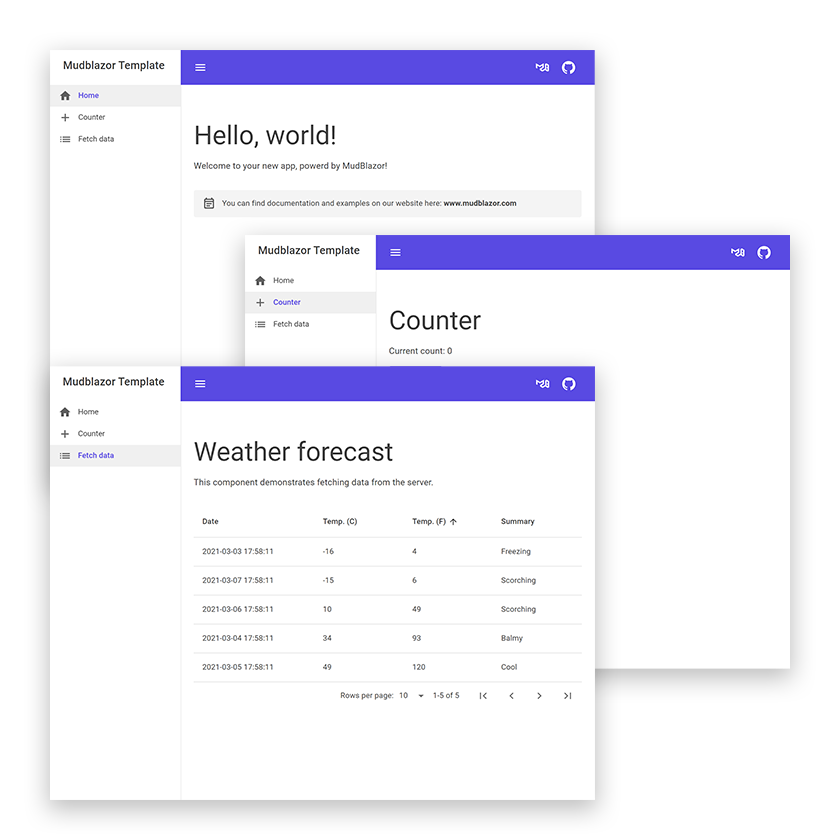 Mudblazor Template
Home
Counter
Fetch data
Hello, world!
Welcome to your new app, powerd by MudBlazor!
You can find documentation and examples on our website here: www.mudblazor.com
Mudblazor Template
Home
Counter
Fetch data
Counter
Current count: 0
Mudblazor Template
Home
Counter
Fetch data
Weather forecast
This component demonstrates fetching data from the server.
Date Temp. (C) Temp. (F) Summary
2021-03-03 17:58:11 -16 4 Freezing
2021-03-07 17:58:11 -15 6 Scorching
2021-03-06 17:58:11 10 49 Scorching
2021-03-04 17:58:11 34 93 Balmy
2021-03-05 17:58:11 49 120 Cool
Rows per page: 10 1-5 of 5